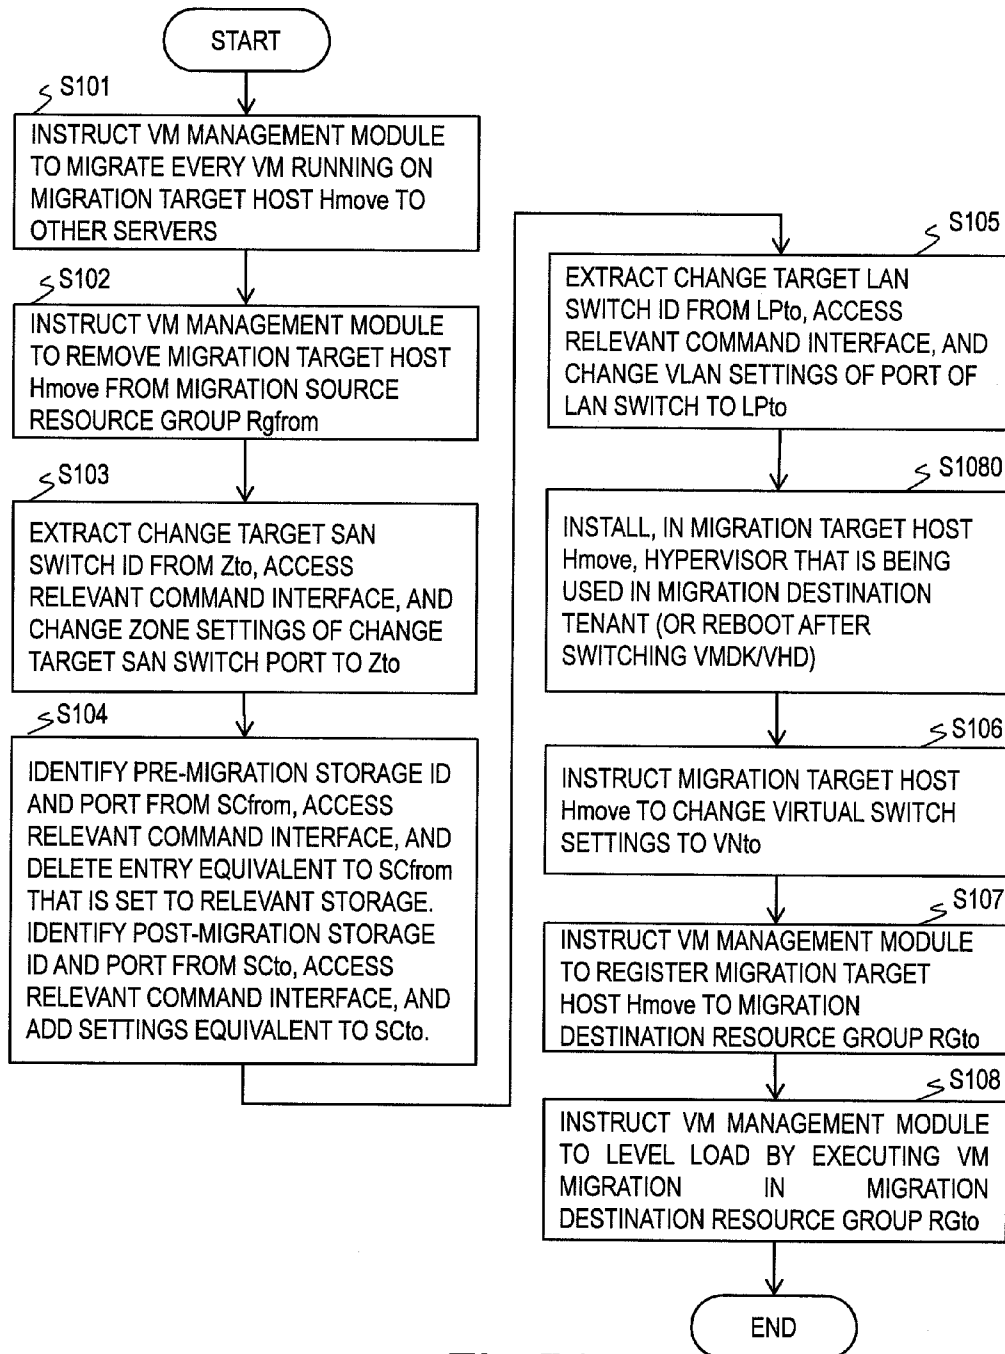 START
S101
INSTRUCT VM MANAGEMENT MODULE
TO MIGRATE EVERY VM RUNNING ON
MIGRATION TARGET HOST Hmove TO
OTHER SERVERS
S102
INSTRUCT VM MANAGEMENT MODULE
TO REMOVE MIGRATION TARGET HOST
Hmove FROM MIGRATION SOURCE
RESOURCE GROUP Rgfrom
S103
EXTRACT CHANGE TARGET SAN
SWITCH ID FROM Zto, ACCESS
RELEVANT COMMAND INTERFACE, AND
CHANGE ZONE SETTINGS OF CHANGE
TARGET SAN SWITCH PORT TO Zto
S104
IDENTIFY PRE-MIGRATION STORAGE ID
AND PORT FROM SCfrom, ACCESS
RELEVANT COMMAND INTERFACE, AND
DELETE ENTRY EQUIVALENT TO SCfrom
THAT IS SET TO RELEVANT STORAGE.
IDENTIFY POST-MIGRATION STORAGE
ID AND PORT FROM SCto, ACCESS
RELEVANT COMMAND INTERFACE, AND
ADD SETTINGS EQUIVALENT TO SCto.
S105
EXTRACT CHANGE TARGET LAN
SWITCH ID FROM LPto, ACCESS
RELEVANT COMMAND INTERFACE, AND
CHANGE VLAN SETTINGS OF PORT OF
LAN SWITCH TO LPto
S1080
INSTALL, IN MIGRATION TARGET HOST
Hmove, HYPERVISOR THAT IS BEING
USED IN MIGRATION DESTINATION
TENANT (OR REBOOT AFTER
SWITCHING VMDK/VHD)
S106
INSTRUCT MIGRATION TARGET HOST
Hmove TO CHANGE VIRTUAL SWITCH
SETTINGS TO VNto
S107
INSTRUCT VM MANAGEMENT MODULE
TO REGISTER MIGRATION TARGET
HOST Hmove TO MIGRATION
DESTINATION RESOURCE GROUP RGto
S108
INSTRUCT VM MANAGEMENT MODULE
TO LEVEL LOAD BY EXECUTING VM
MIGRATION IN MIGRATION
DESTINATION RESOURCE GROUP RGto
END